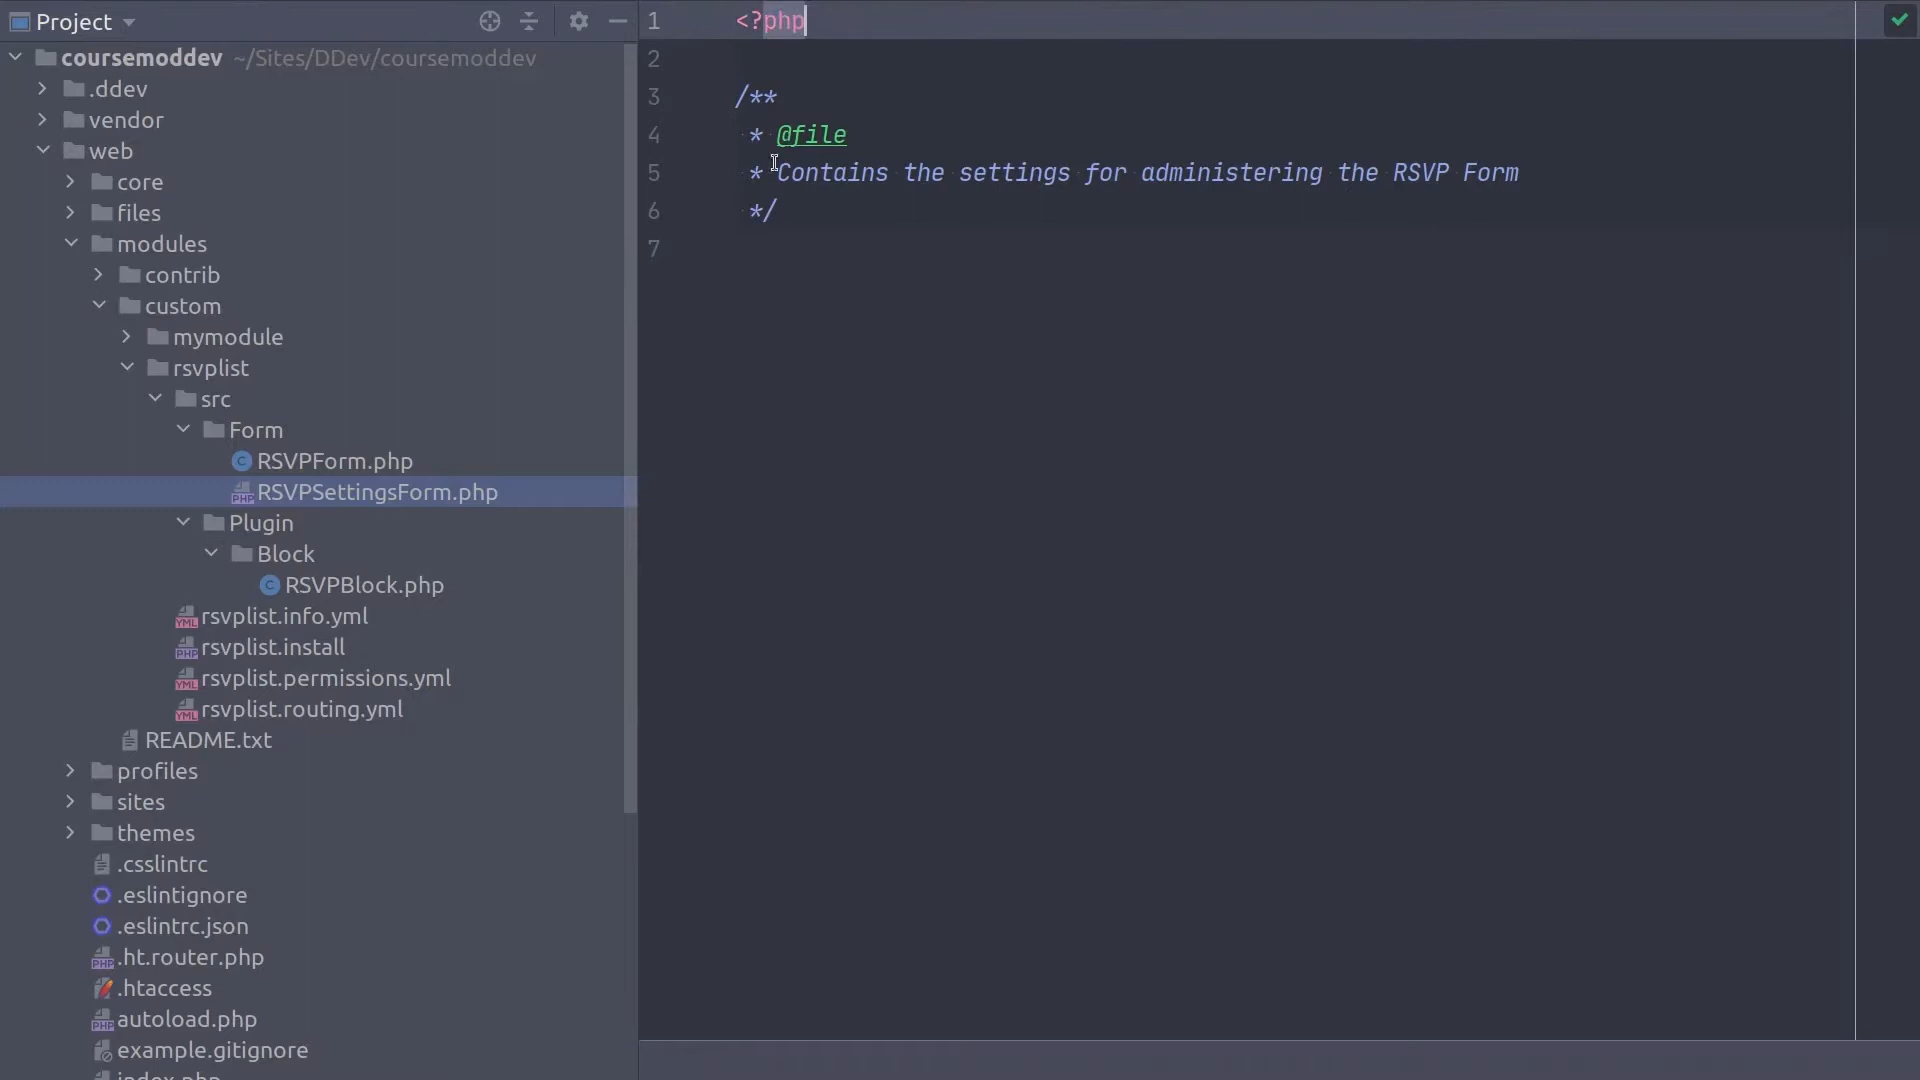 Project
coursemoddev ~/Sites/DDev/coursemoddev
.ddev
vendor
web
core
files
modules
contrib
custom
mymodule
rsvplist
src
Form
RSVPForm.php
RSVPSettingsForm.php
Plugin
Block
RSVPBlock.php
rsvplist.info.yml
rsvplist.install
rsvplist.permissions.yml
rsvplist.routing.yml
README.txt
profiles
sites
themes
.csslintrc
.eslintignore
.eslintrc.json
.ht.router.php
.htaccess
autoload.php
example.gitignore
index.php
1 <?php
2
3 /**
4 * @file
5 * Contains the settings for administering the RSVP Form
6 */
7